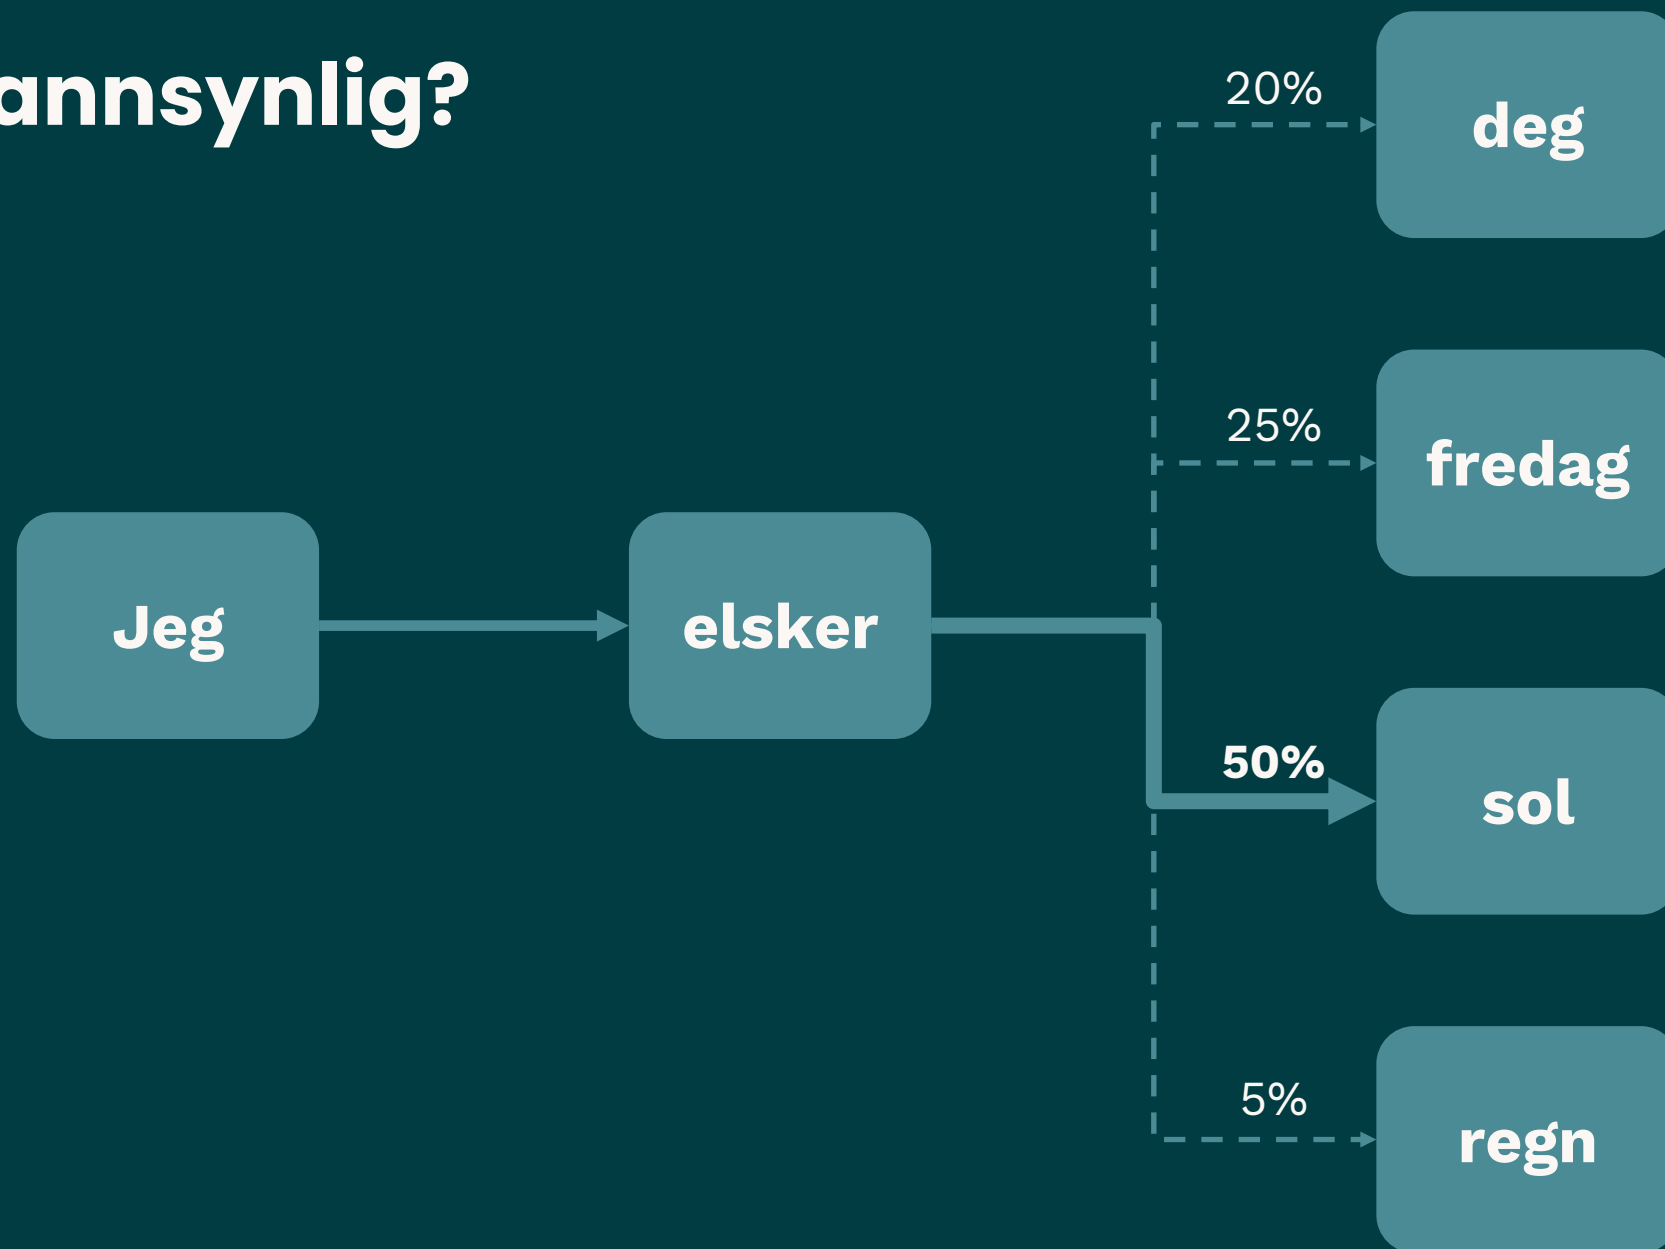 annsynlig?
20%
deg
25%
fredag
Jeg
elsker
50%
sol
5%
regn